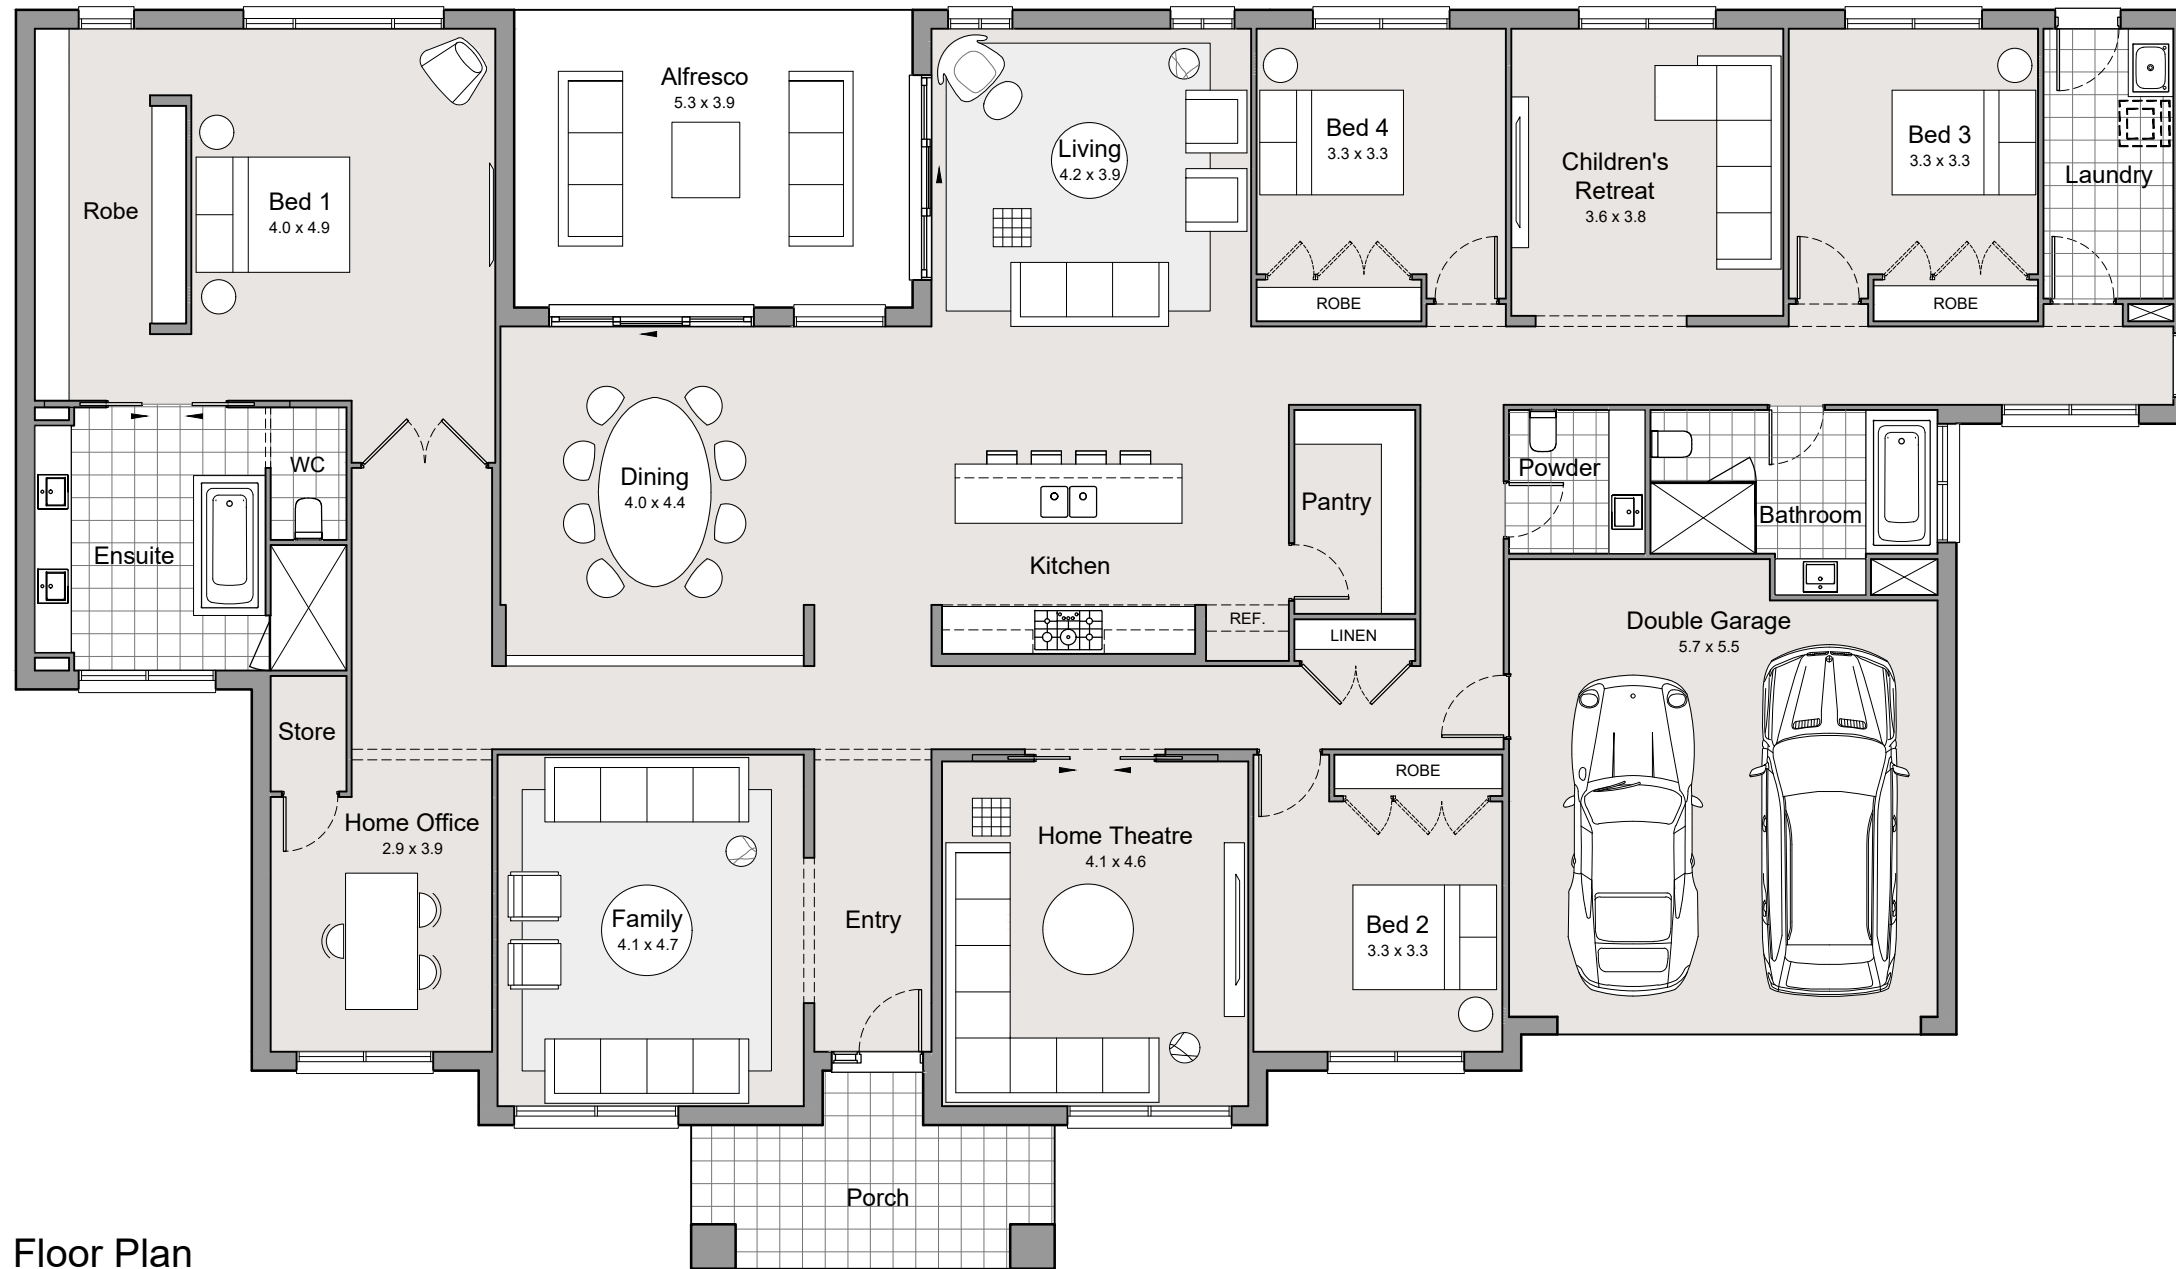 Alfresco
5.3 x 3.9
Living
4.2 x 3.9
Bed 4
3.3 x 3.3
Children's
Retreat
3.6 x 3.8
Bed 3
3.3 x 3.3
Laundry
Robe
Bed 1
4.0 x 4.9
ROBE
ROBE
WC
Ensuite
Dining
4.0 x 4.4
Kitchen
Pantry
Powder
Bathroom
REF.
LINEN
Double Garage
5.7 x 5.5
Store
Home Office
2.9 x 3.9
Family
4.1 x 4.7
Entry
Home Theatre
4.1 x 4.6
ROBE
Bed 2
3.3 x 3.3
Porch
Floor Plan